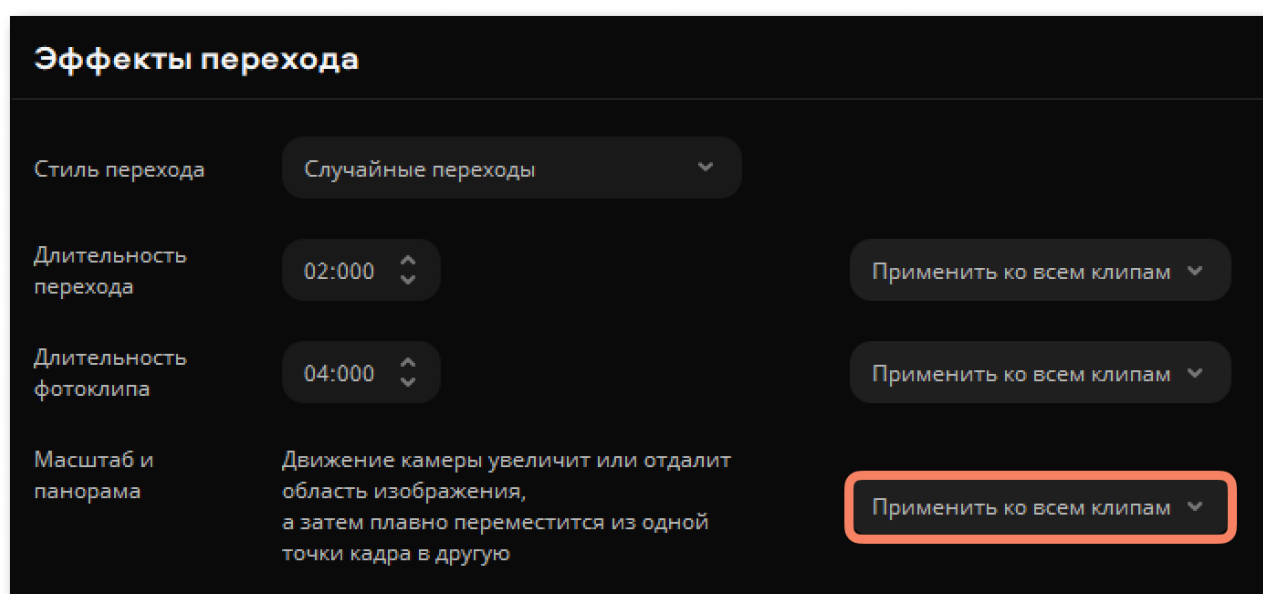 Эффекты перехода
Стиль перехода
Случайные переходы
Длительность
перехода
02:000
Применить ко всем клипам
Длительность
фотоклипа
04:000
Применить ко всем клипам
Масштаб и
панорама
Движение камеры увеличит или отдалит
область изображения,
а затем плавно переместится из одной
точки кадра в другую
Применить ко всем клипам